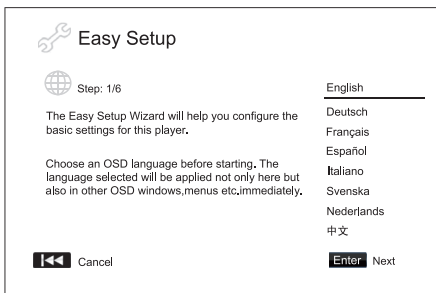 Easy Setup
Step: 1/6
The Easy Setup Wizard will help you configure the
basic settings for this player.
Choose an OSD language before starting. The
language selected will be applied not only here but
also in other OSD windows,menus etc.immediately.
English
Deutsch
Français
Español
Italiano
Svenska
Nederlands
中文
Cancel
Enter Next